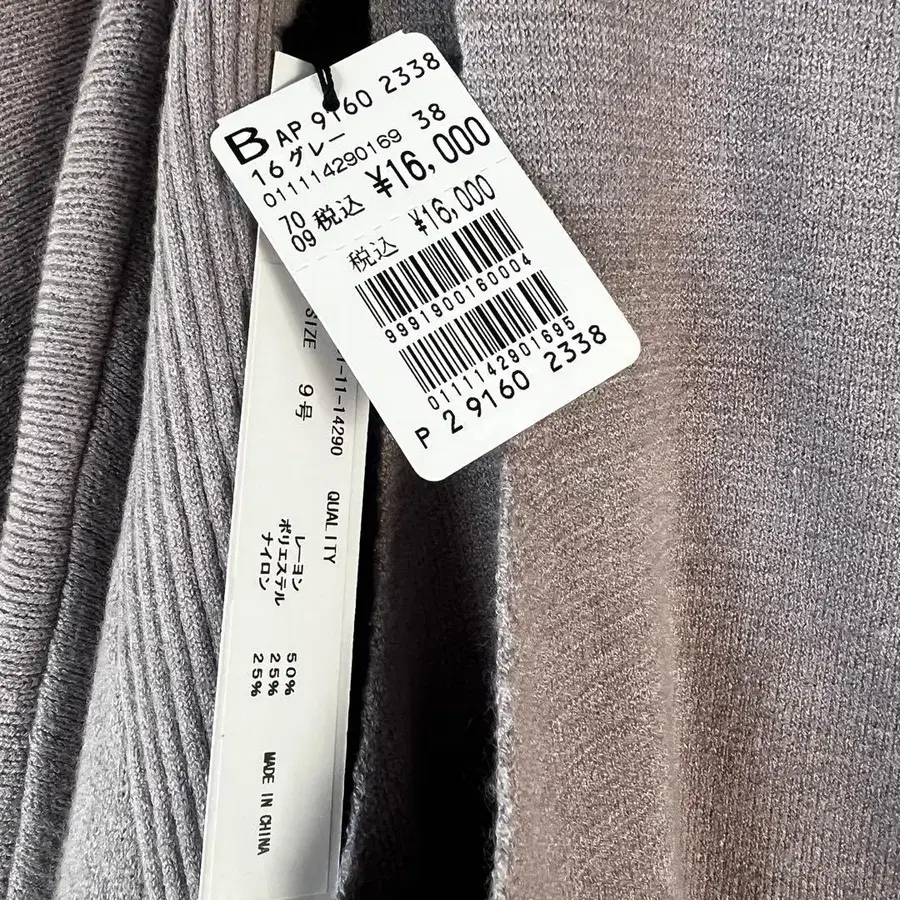 B AP 9160 2338
16 グレー 38
011114290169
70 税込 ¥16,000
09
税込 ¥16,000
9991900160004
0111142901695
P 2 9160 2338
1-11-14290
SIZE 9号
QUALITY
レーヨン 50%
ポリエステル 25%
ナイロン 25%
MADE IN CHINA